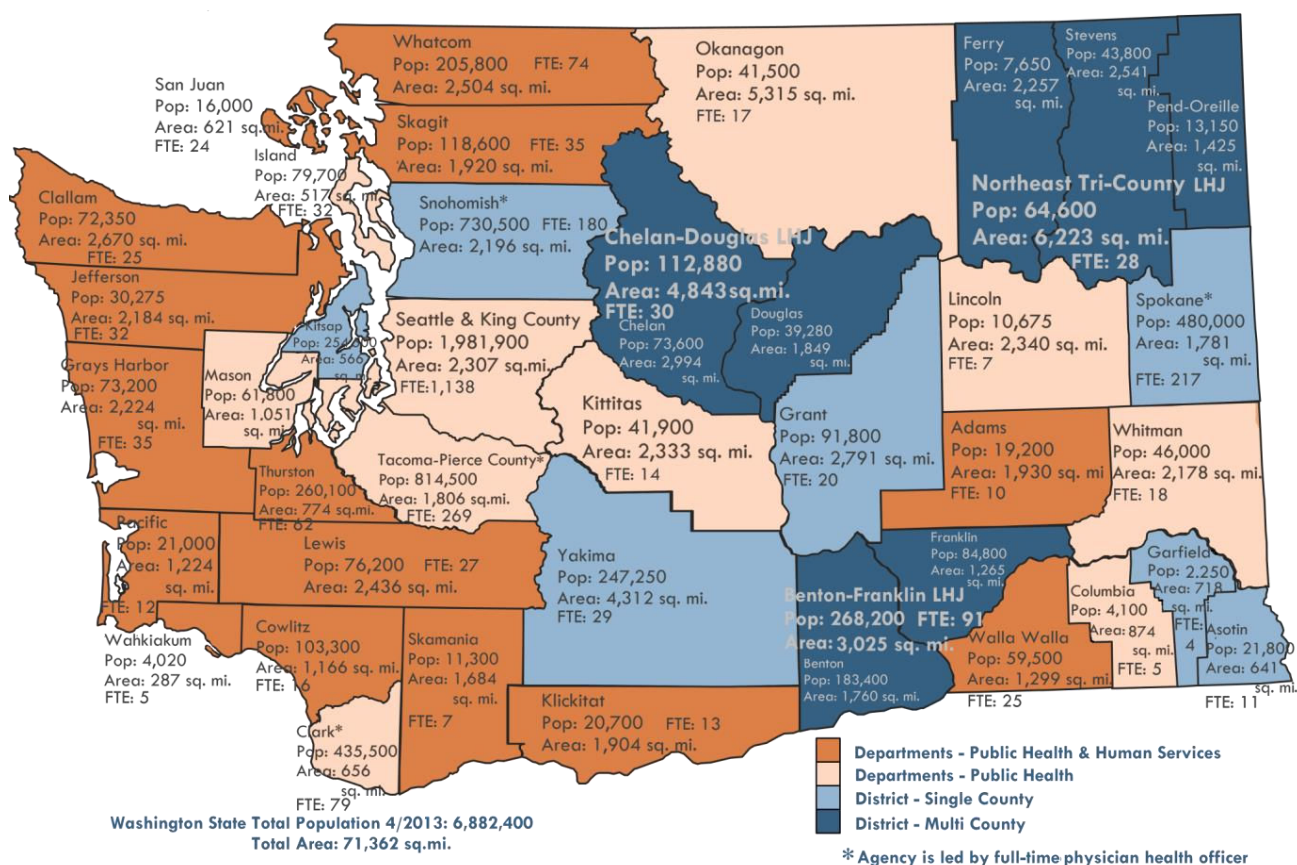 Whatcom
Pop: 205,800 FTE: 74
Area: 2,504 sq. mi.
San Juan
Pop: 16,000
Area: 621 sq.mi.
FTE: 24
Skagit
Pop: 118,600 FTE: 35
Area: 1,920 sq. mi.
Island
Pop: 79,700
Area: 517 sq. mi.
FTE: 32
Okanagon
Pop: 41,500
Area: 5,315 sq. mi.
FTE: 17
Ferry
Pop: 7,650
Area: 2,257
sq. mi.
Stevens
Pop: 43,800
Area: 2,541
sq. mi.
Pend-Oreille
Pop: 13,150
Area: 1,425
sq. mi.
Northeast Tri-County LHJ
Pop: 64,600
Area: 6,223 sq. mi.
FTE: 28
Clallam
Pop: 72,350
Area: 2,670 sq. mi.
FTE: 25
Snohomish*
Pop: 730,500 FTE: 180
Area: 2,196 sq. mi.
Chelan-Douglas LHJ
Pop: 112,880
Area: 4,843sq.mi.
FTE: 30
Chelan
Pop: 73,600
Area: 2,994
sq. mi.
Douglas
Pop: 39,280
Area: 1,849
sq. mi.
Jefferson
Pop: 30,275
Area: 2,184 sq. mi.
FTE: 32
Kitsap
Area: 566
Seattle & King County
Pop: 1,981,900
Area: 2,307 sq. mi.
FTE:1,138
Lincoln
Pop: 10,675
Area: 2,340 sq. mi.
FTE: 7
Spokane*
Pop: 480,000
Area: 1,781
sq. mi.
FTE: 217
Grays Harbor
Pop: 73,200
Area: 2,224
sq. mi.
FTE: 35
Mason
Pop: 61,800
Area: 1.051
sq. mi.
Kittitas
Pop: 41,900
Area: 2,333 sq. mi.
FTE: 14
Grant
Pop: 91,800
Area: 2,791 sq. mi.
FTE: 20
Adams
Pop: 19,200
Area: 1,930 sq. mi
FTE: 10
Whitman
Pop: 46,000
Area: 2,178 sq. mi.
FTE: 18
Thurston
Pop: 260,100
Area: 774 sq.mi.
FTE: 62
Tacoma-Pierce County*
Pop: 814,500
Area: 1,806 sq.mi.
FTE: 269
Pacific
Pop: 21,000
Area: 1,224
sq. mi.
FTE: 12
Lewis
Pop: 76,200 FTE: 27
Area: 2,436 sq. mi.
Yakima
Pop: 247,250
Area: 4,312 sq. mi.
FTE: 29
Franklin
Pop: 84,800
Area: 1,265
sq. mi.
Benton-Franklin LHJ
Pop: 268,200 FTE: 91
Area: 3,025 sq. mi.
Benton
Pop: 183,400
Area: 1,760 sq. mi.
Garfield
Pop: 2.250
Area: 718
sq. mi.
FTE:
4
Columbia
Pop: 4,100
Area: 874
sq. mi.
FTE: 5
Asotin
Pop: 21,800
Area: 641
sq. mi.
FTE: 11
Walla Walla
Pop: 59,500
Area: 1,299 sq. mi.
FTE: 25
Wahkiakum
Pop: 4,020
Area: 287 sq. mi.
FTE: 5
Cowlitz
Pop: 103,300
Area: 1,166 sq. mi.
FTE: 16
Skamania
Pop: 11,300
Area: 1,684
sq. mi.
FTE: 7
Klickitat
Pop: 20,700 FTE: 13
Area: 1,904 sq. mi.
Clark*
Pop: 435,500
Area: 656
sq. mi.
FTE: 79
Departments - Public Health & Human Services
Departments - Public Health
District - Single County
District - Multi County
* Agency is led by full-time physician health officer
Washington State Total Population 4/2013: 6,882,400
Total Area: 71,362 sq.mi.